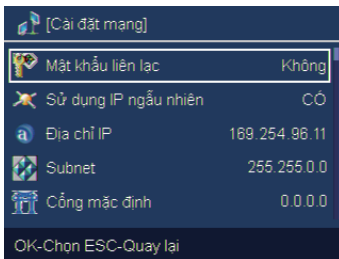 [Cài đặt mạng]
Mật khẩu liên lạc Không
Sử dụng IP ngẫu nhiên CÓ
Địa chỉ IP 169.254.96.11
Subnet 255.255.0.0
Cổng mặc định 0.0.0.0
OK-Chọn ESC-Quay lại